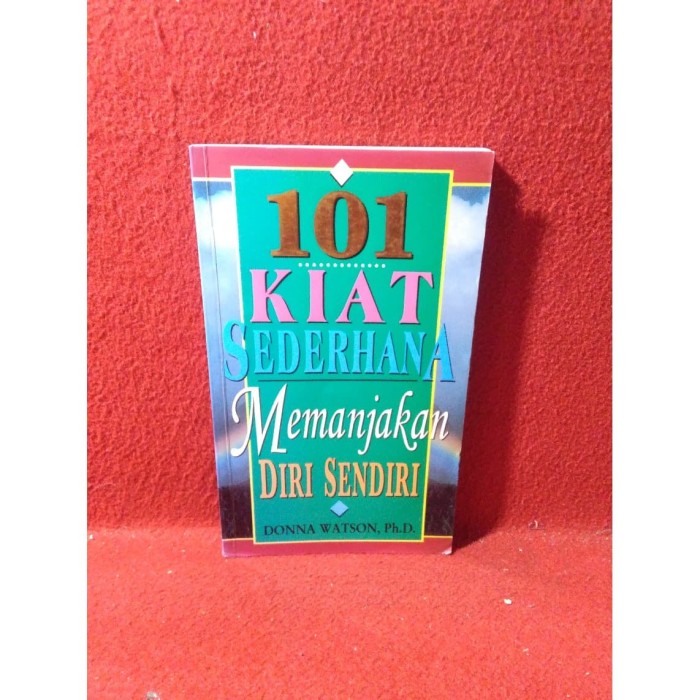 101
KIAT
SEDERHANA
Memanjakan
DIRI SENDIRI
DONNA WATSON, Ph.D.